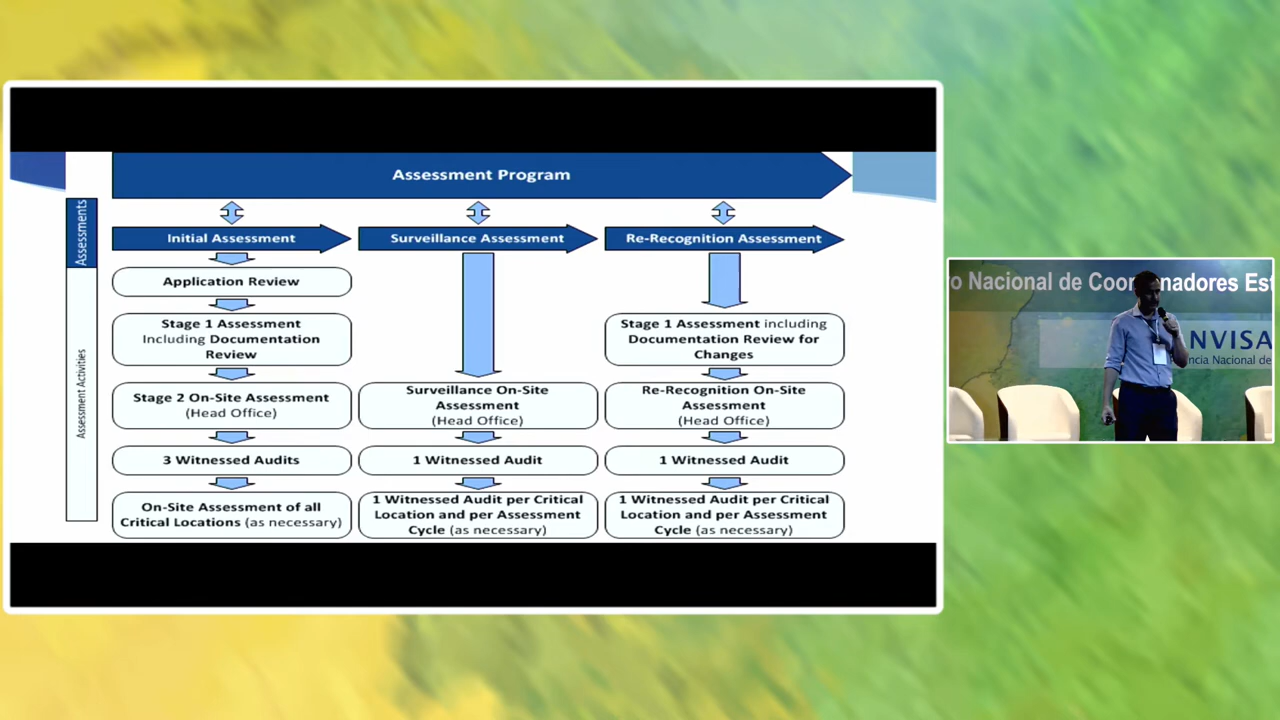 Assessment Program
Assessments
Initial Assessment
Surveillance Assessment
Re-Recognition Assessment
Assessment Activities
Application Review
Stage 1 Assessment
Including Documentation
Review
Stage 2 On-Site Assessment
(Head Office)
3 Witnessed Audits
On-Site Assessment of all
Critical Locations (as necessary)
Surveillance On-Site
Assessment
(Head Office)
1 Witnessed Audit
1 Witnessed Audit per Critical
Location and per Assessment
Cycle (as necessary)
Stage 1 Assessment including
Documentation Review for
Changes
Re-Recognition On-Site
Assessment
(Head Office)
1 Witnessed Audit
1 Witnessed Audit per Critical
Location and per Assessment
Cycle (as necessary)
o Nacional de Coor nadores Est
NVISA
ência Nacional de